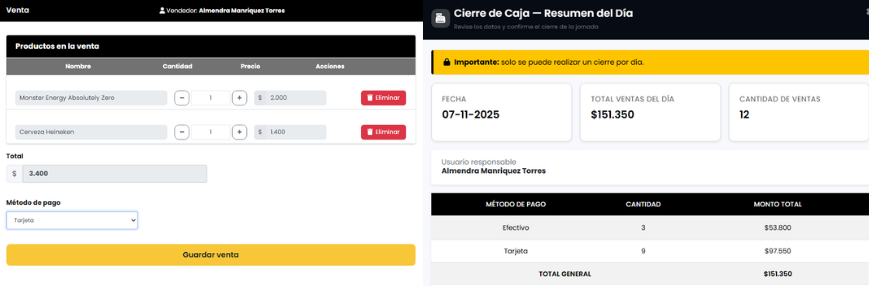 Venta
Vendedor: Almendra Manriquez Torres
Productos en la venta
Nombre Cantidad Precio Acciones
Monster Energy Absolutely Zero − 1 + $ 2.000 Eliminar
Cerveza Heineken − 1 + $ 1.400 Eliminar
Total
$ 3.400
Método de pago
Tarjeta
Guardar venta
Cierre de Caja — Resumen del Día
Revise los datos y confirme el cierre de la jornada
Importante: solo se puede realizar un cierre por día.
FECHA
07-11-2025
TOTAL VENTAS DEL DÍA
$151.350
CANTIDAD DE VENTAS
12
Usuario responsable
Almendra Manriquez Torres
MÉTODO DE PAGO CANTIDAD MONTO TOTAL
Efectivo 3 $53.800
Tarjeta 9 $97.550
TOTAL GENERAL $151.350